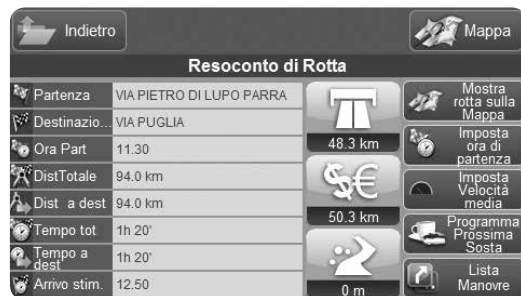 Indietro
Mappa
Resoconto di Rotta
Partenza VIA PIETRO DI LUPO PARRA
Destinazio... VIA PUGLIA
Ora Part 11.30
DistTotale 94.0 km
Dist a dest 94.0 km
Tempo tot 1h 20'
Tempo a dest 1h 20'
Arrivo stim. 12.50
48.3 km
$€
50.3 km
0 m
Mostra
rotta sulla
Mappa
Imposta
ora di
partenza
Imposta
Velocità
media
Programma
Prossima
Sosta
Lista
Manovre